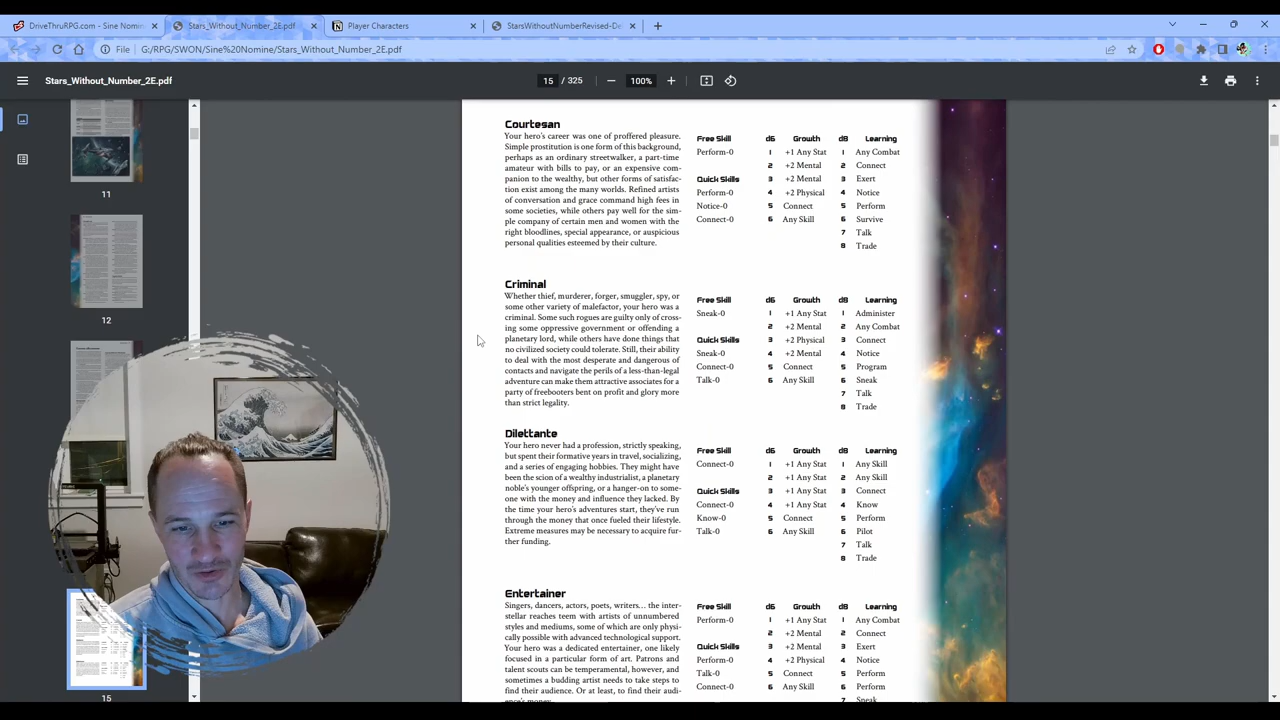 DriveThruRPG.com - Sine Nomin
Stars_Without_Number_2E.pdf
Player Characters
StarsWithoutNumberRevised-De
File
G:/RPG/SWON/Sine%20Nomine/Stars_Without_Number_2E.pdf
Stars_Without_Number_2E.pdf
15 / 325
100%
11
12
15
Courtesan
Your hero's career was one of proffered pleasure.
Simple prostitution is one form of this background,
perhaps as an ordinary streetwalker, a part-time
amateur with bills to pay, or an expensive com-
panion to the wealthy, but other forms of satisfac-
tion exist among the many worlds. Refined artists
of conversation and grace command high fees in
some societies, while others pay well for the sim-
ple company of certain men and women with the
right bloodlines, special appearance, or auspicious
personal qualities esteemed by their culture.
Free Skill d6 Growth d8 Learning
Perform-0 1 +1 Any Stat 1 Any Combat
2 +2 Mental 2 Connect
Quick Skills 3 +2 Mental 3 Exert
Perform-0 4 +2 Physical 4 Notice
Notice-0 5 Connect 5 Perform
Connect-0 6 Any Skill 6 Survive
7 Talk
8 Trade
Criminal
Whether thief, murderer, forger, smuggler, spy, or
some other variety of malefactor, your hero was a
criminal. Some such rogues are guilty only of cross-
ing some oppressive government or offending a
planetary lord, while others have done things that
no civilized society could tolerate. Still, their ability
to deal with the most desperate and dangerous of
contacts and navigate the perils of a less-than-legal
adventure can make them attractive associates for a
party of freebooters bent on profit and glory more
than strict legality.
Free Skill d6 Growth d8 Learning
Sneak-0 1 +1 Any Stat 1 Administer
2 +2 Mental 2 Any Combat
Quick Skills 3 +2 Physical 3 Connect
Sneak-0 4 +2 Mental 4 Notice
Connect-0 5 Connect 5 Program
Talk-0 6 Any Skill 6 Sneak
7 Talk
8 Trade
Dilettante
Your hero never had a profession, strictly speaking,
but spent their formative years in travel, socializing,
and a series of engaging hobbies. They might have
been the scion of a wealthy industrialist, a planetary
noble's younger offspring, or a hanger-on to some-
one with the money and influence they lacked. By
the time your hero's adventures start, they've run
through the money that once fueled their lifestyle.
Extreme measures may be necessary to acquire fur-
ther funding.
Free Skill d6 Growth d8 Learning
Connect-0 1 +1 Any Stat 1 Any Skill
2 +1 Any Stat 2 Any Skill
Quick Skills 3 +1 Any Stat 3 Connect
Connect-0 4 +1 Any Stat 4 Know
Know-0 5 Connect 5 Perform
Talk-0 6 Any Skill 6 Pilot
7 Talk
8 Trade
Entertainer
Singers, dancers, actors, poets, writers… the inter-
stellar reaches teem with artists of unnumbered
styles and mediums, some of which are only physi-
cally possible with advanced technological support.
Your hero was a dedicated entertainer, one likely
focused in a particular form of art. Patrons and
talent scouts can be temperamental, however, and
sometimes a budding artist needs to take steps to
find their audience. Or at least, to find their audi-
ence's money.
Free Skill d6 Growth d8 Learning
Perform-0 1 +1 Any Stat 1 Any Combat
2 +2 Mental 2 Connect
Quick Skills 3 +2 Mental 3 Exert
Perform-0 4 +2 Physical 4 Notice
Talk-0 5 Connect 5 Perform
Connect-0 6 Any Skill 6 Perform
7 Sneak